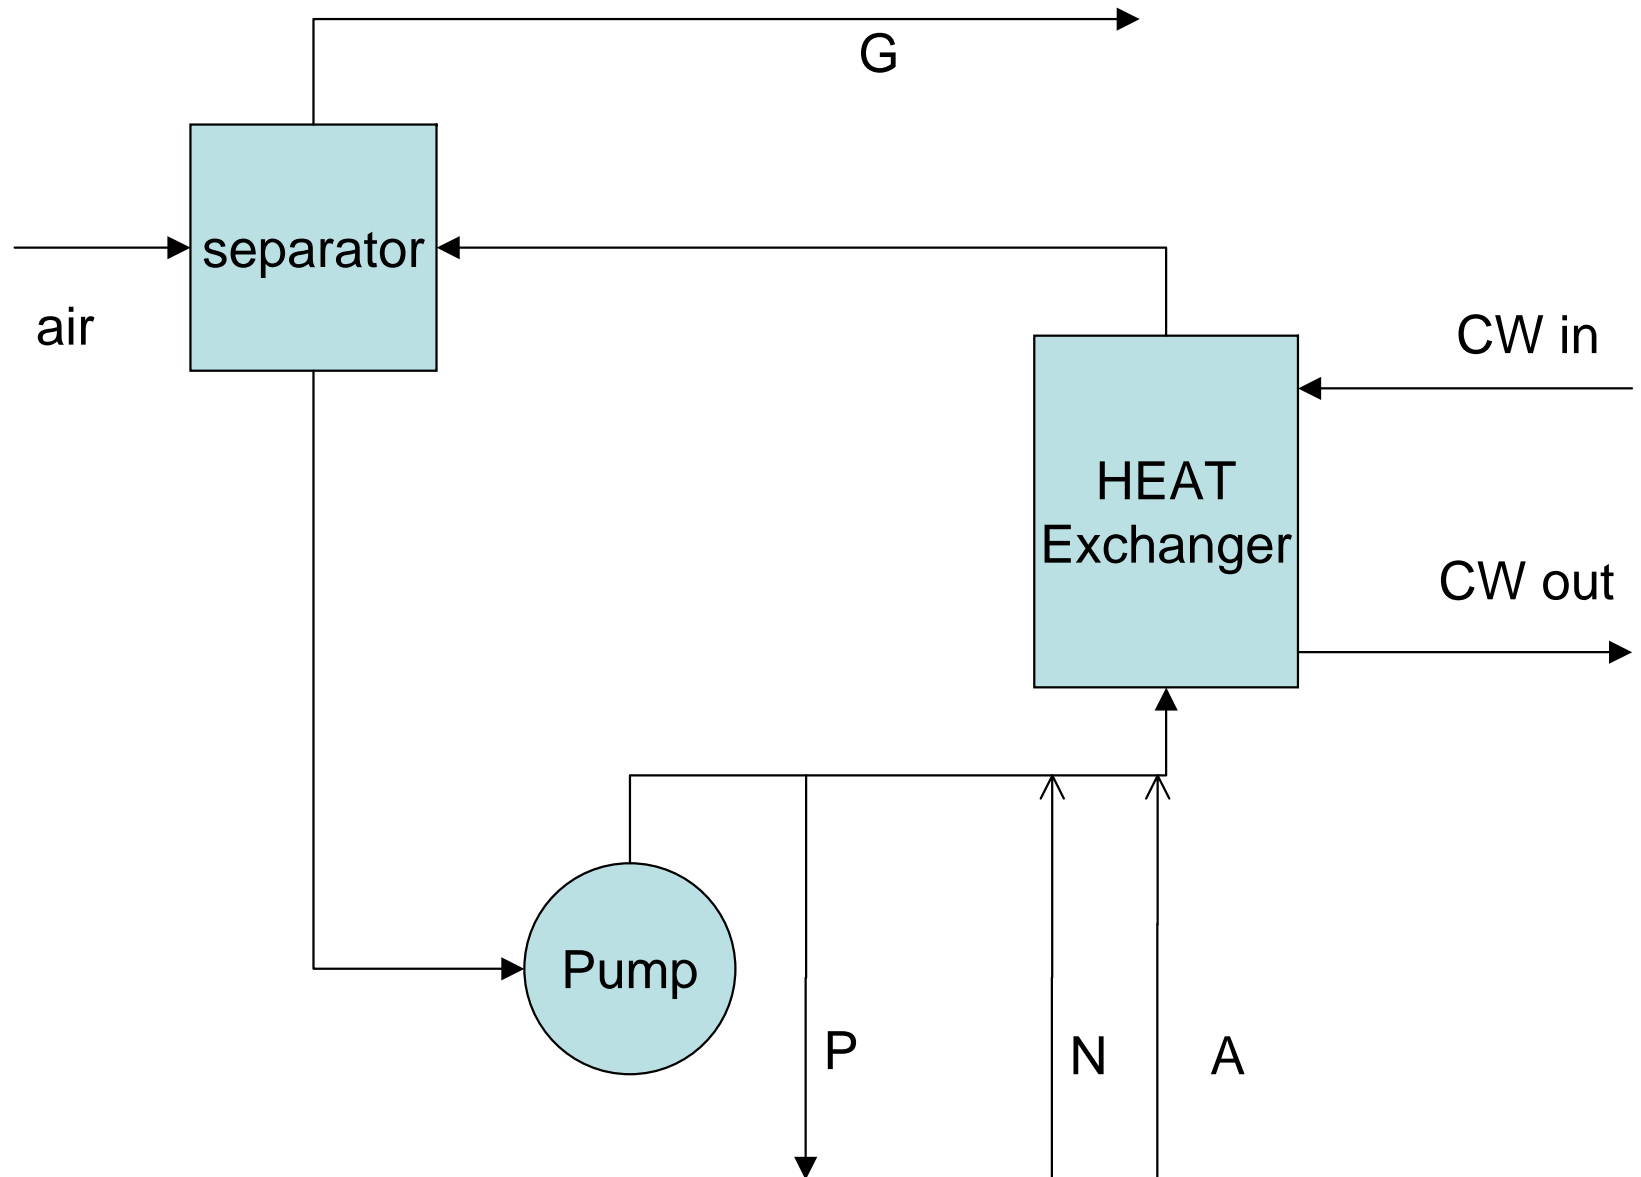 G
separator
air
CW in
HEAT
Exchanger
CW out
Pump
P
N
A